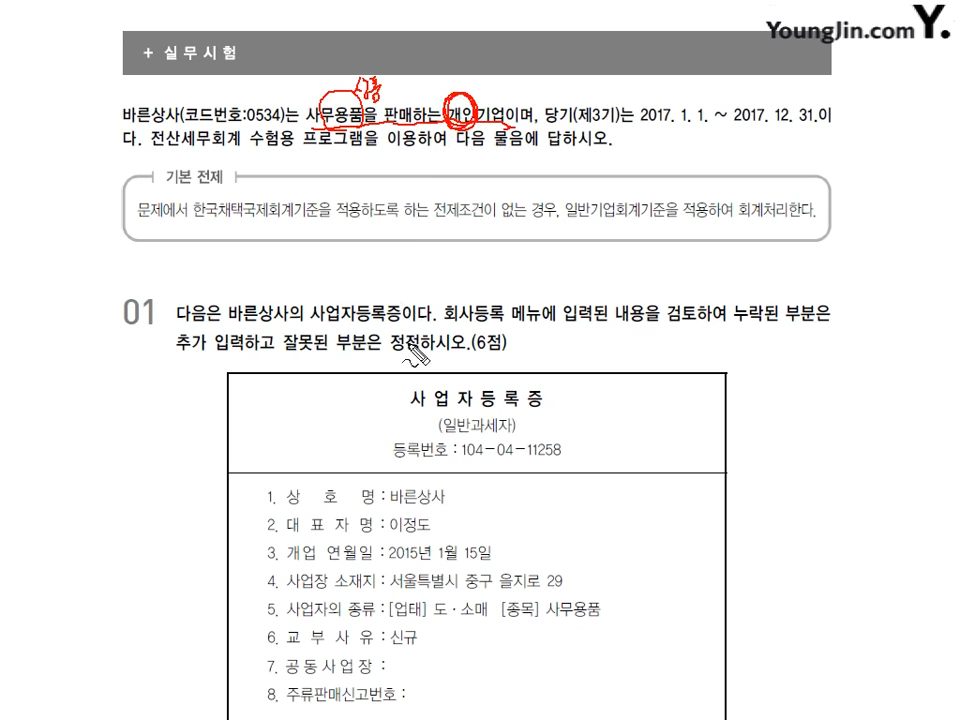 YoungJin.com Y.
+ 실무시험
상품
바른상사(코드번호:0534)는 사무용품을 판매하는 개인기업이며, 당기(제3기)는 2017. 1. 1. ~ 2017. 12. 31.이
다. 전산세무회계 수험용 프로그램을 이용하여 다음 물음에 답하시오.
기본 전제
문제에서 한국채택국제회계기준을 적용하도록 하는 전제조건이 없는 경우, 일반기업회계기준을 적용하여 회계처리한다.
01 다음은 바른상사의 사업자등록증이다. 회사등록 메뉴에 입력된 내용을 검토하여 누락된 부분은
추가 입력하고 잘못된 부분은 정정하시오.(6점)
사 업 자 등 록 증
(일반과세자)
등록번호 : 104-04-11258
1. 상 호 명 : 바른상사
2. 대 표 자 명 : 이정도
3. 개업 연월일 : 2015년 1월 15일
4. 사업장 소재지 : 서울특별시 중구 을지로 29
5. 사업자의 종류 : [업태] 도·소매 [종목] 사무용품
6. 교 부 사 유 : 신규
7. 공 동 사 업 장 :
8. 주류판매신고번호 :